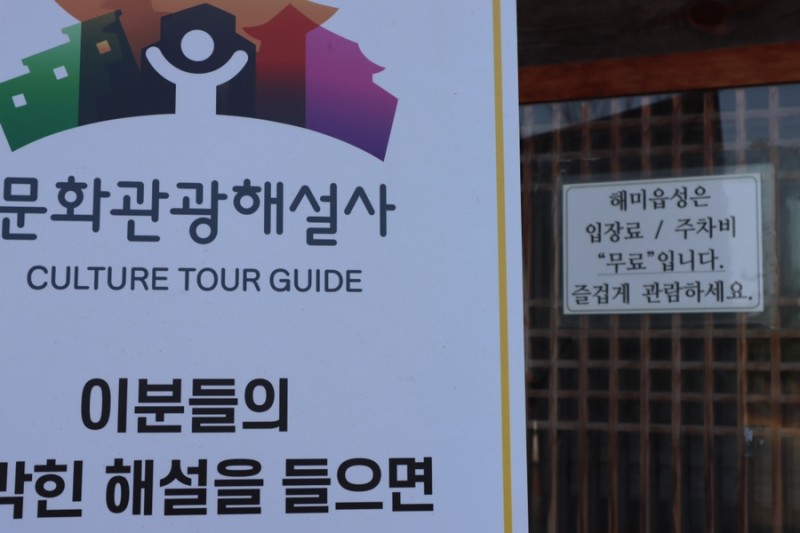 문화관광해설사
CULTURE TOUR GUIDE
이분들의
해설을 들으면
해미읍성은
입장료 / 주차비
“무료”입니다.
즐겁게 관람하세요.